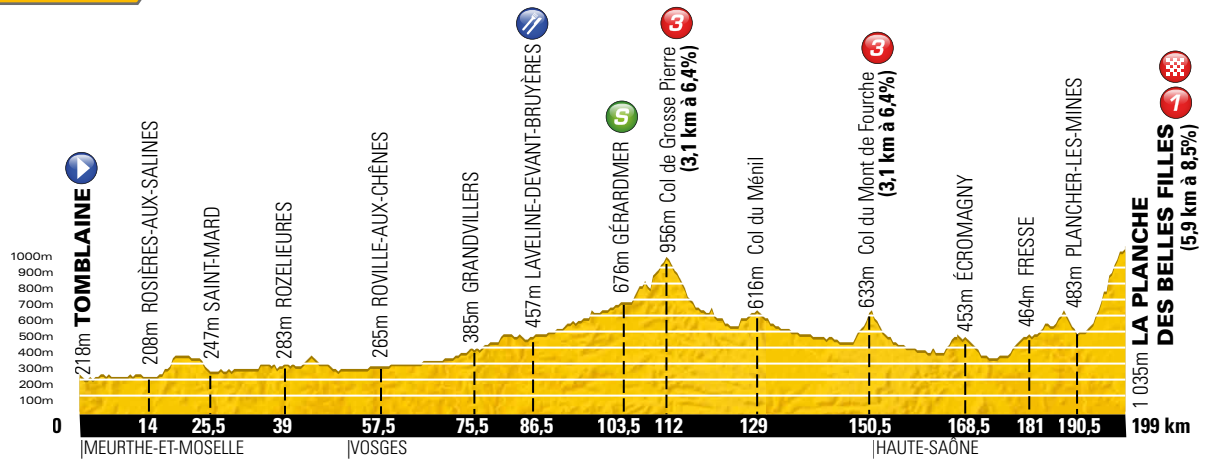 218m TOMBLAINE
208m ROSIÈRES-AUX-SALINES
247m SAINT-MARD
283m ROZELIEURES
265m ROVILLE-AUX-CHÊNES
385m GRANDVILLERS
457m LAVELINE-DEVANT-BRUYÈRES
S
676m GÉRARDMER
3
956m Col de Grosse Pierre
(3,1 km à 6,4%)
616m Col du Ménil
3
633m Col du Mont de Fourche
(3,1 km à 6,4%)
453m ÉCROMAGNY
464m FRESSE
483m PLANCHER-LES-MINES
1
1 035m LA PLANCHE
DES BELLES FILLES
(5,9 km à 8,5%)
1000m
900m
800m
700m
600m
500m
400m
300m
200m
100m
0 14 25,5 39 57,5 75,5 86,5 103,5 112 129 150,5 168,5 181 190,5 199 km
MEURTHE-ET-MOSELLE VOSGES HAUTE-SAÔNE